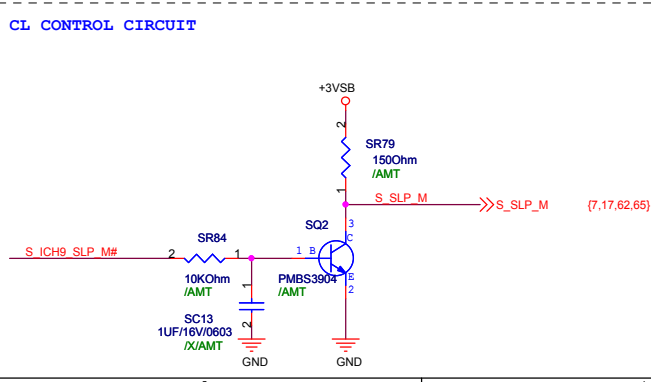 CL CONTROL CIRCUIT
+3VSB
2
SR79
150Ohm
/AMT
1
S_SLP_M
S_SLP_M
{7,17,62,65}
3
C
SQ2
SR84
S_ICH9_SLP_M#
2
1
1
B
10KOhm
/AMT
PMBS3904
/AMT
E
2
1
SC13
1UF/16V/0603
/X/AMT
2
GND
GND